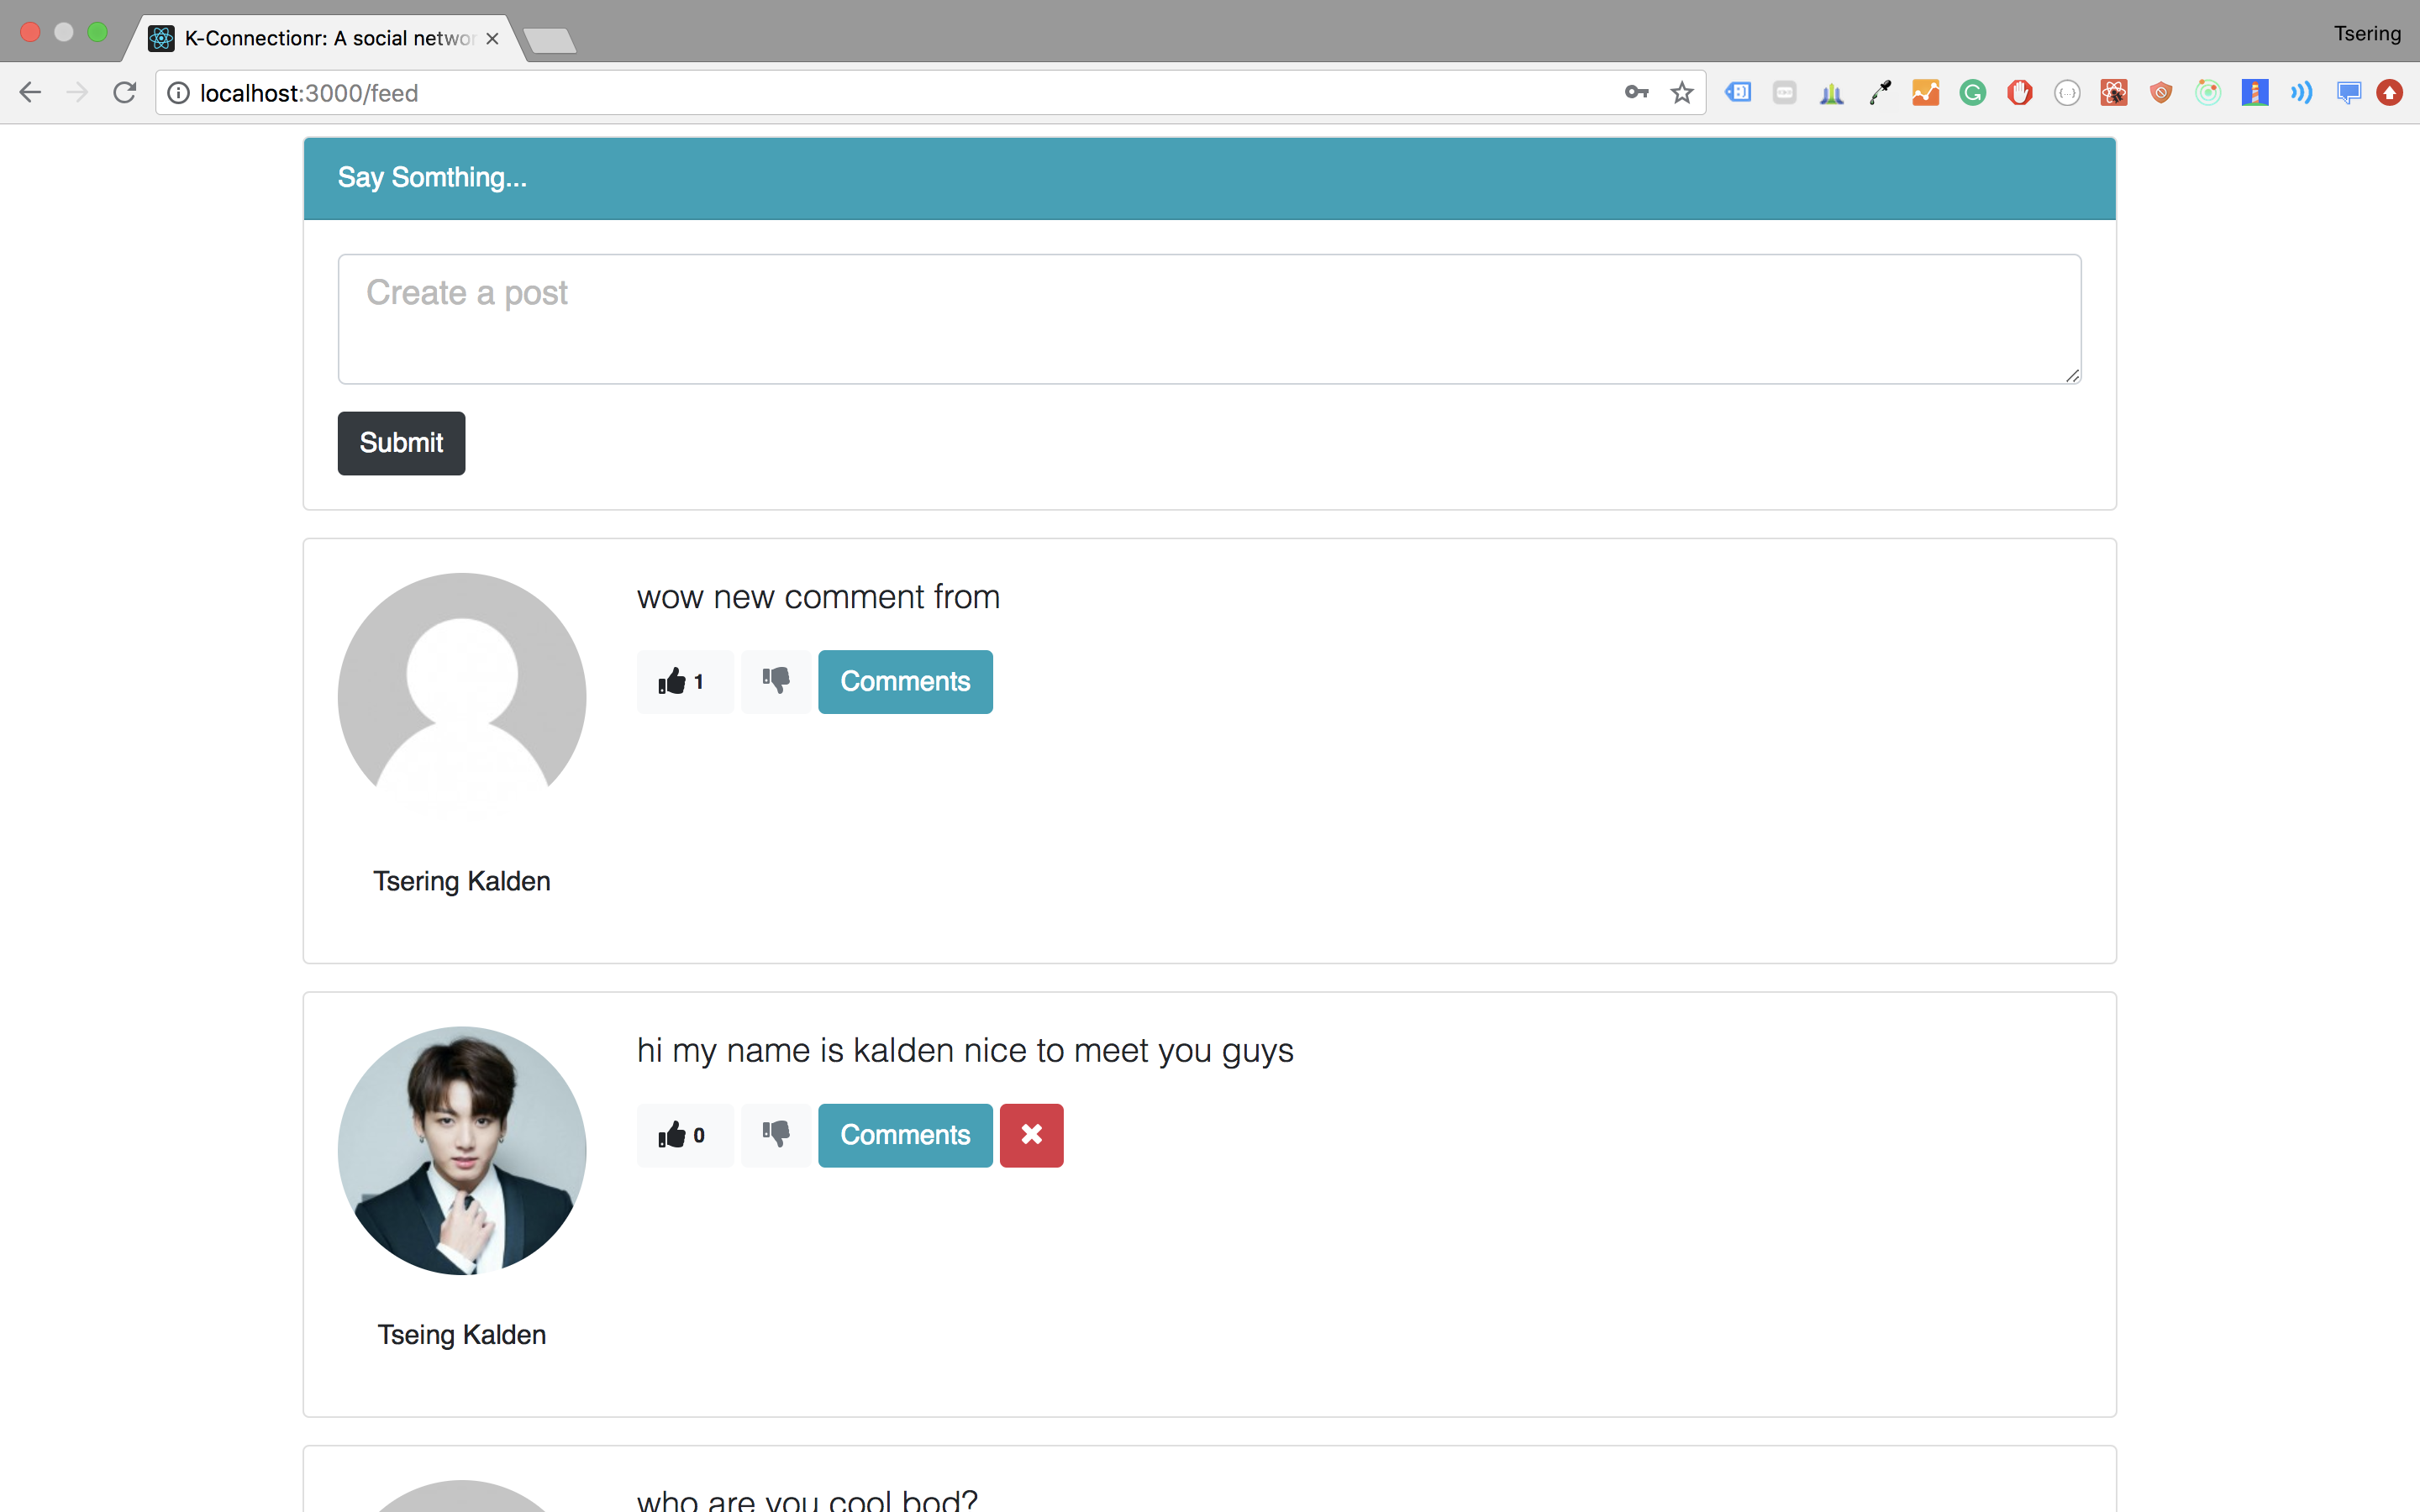 K-Connectionr: A social networ
Tsering
localhost:3000/feed
Say Somthing...
Create a post
Submit
wow new comment from
1
Comments
Tsering Kalden
hi my name is kalden nice to meet you guys
0
Comments
Tseing Kalden
who are you cool bod?